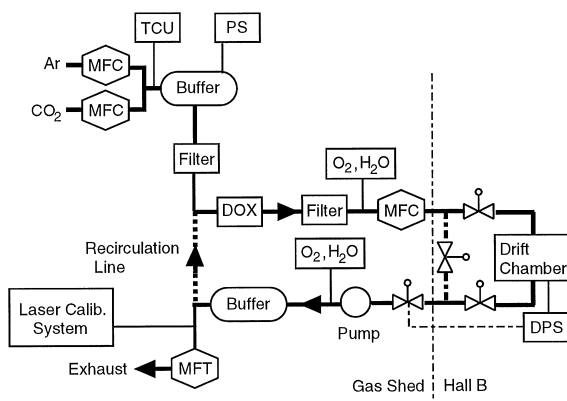 TCU
PS
Ar
MFC
Buffer
CO2
MFC
Filter
O2,H2O
DOX
Filter
MFC
Recirculation
Line
O2,H2O
Drift
Chamber
Laser Calib.
System
Buffer
Pump
DPS
Exhaust
MFT
Gas Shed
Hall B